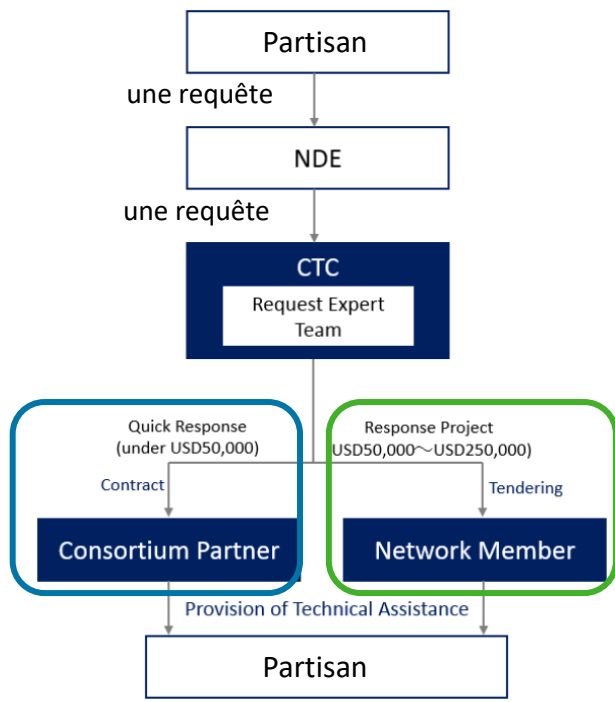 Partisan
une requête
NDE
une requête
CTC
Request Expert
Team
Quick Response
(under USD50,000)
Response Project
USD50,000～USD250,000)
Contract
Tendering
Consortium Partner
Network Member
Provision of Technical Assistance
Partisan